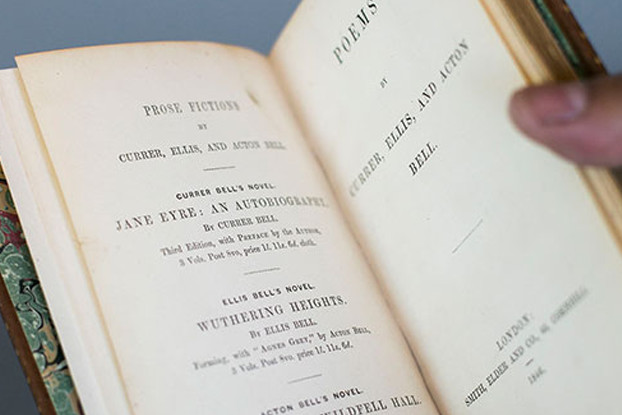 PROSE FICTIONS
BY
CURRER, ELLIS, AND ACTON BELL.
CURRER BELL'S NOVEL.
JANE EYRE: AN AUTOBIOGRAPHY.
By CURRER BELL.
Third Edition, with Preface by the Author,
3 Vols. Post 8vo, price 1l. 11s. 6d. cloth.
ELLIS BELL'S NOVEL.
WUTHERING HEIGHTS.
By ELLIS BELL.
Forming, with "Agnes Grey," by Acton Bell,
3 Vols. Post 8vo. price 1l. 11s. 6d.
ACTON BELL'S NOVEL.
WILDFELL HALL.
POEMS
BY
CURRER, ELLIS, AND ACTON
BELL.
LONDON:
SMITH, ELDER AND CO., 65, CORNHILL.
1846.